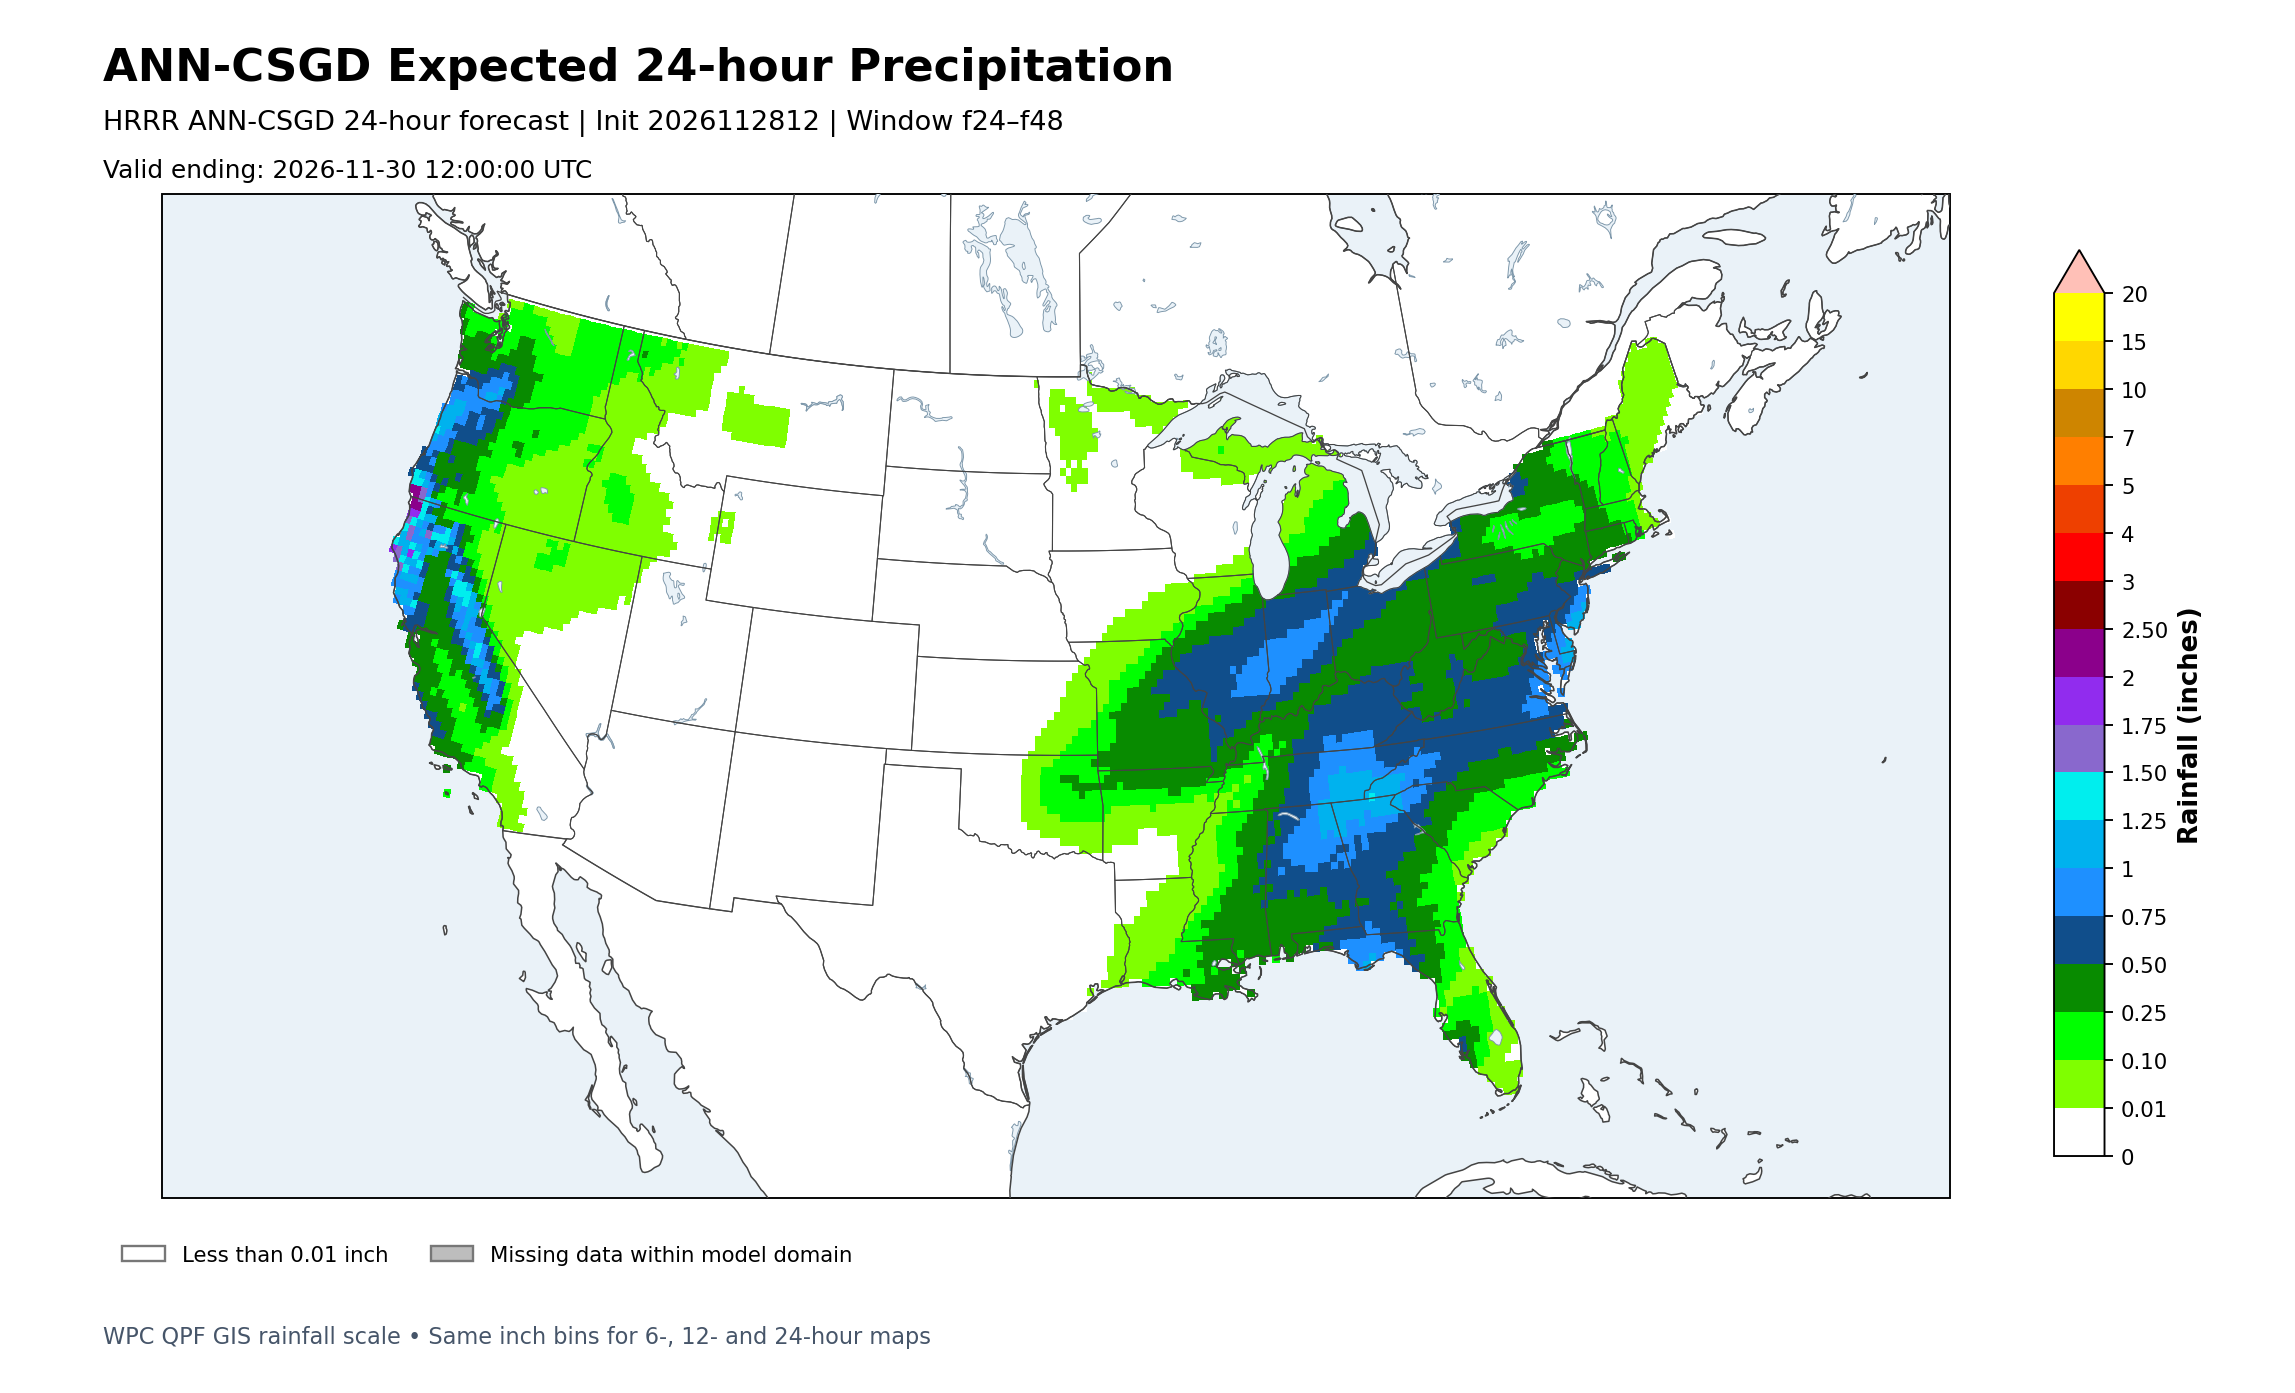 ANN-CSGD Expected 24-hour Precipitation
HRRR ANN-CSGD 24-hour forecast | Init 2026112812 | Window f24–f48
Valid ending: 2026-11-30 12:00:00 UTC
20
15
10
7
5
4
3
2.50
2
1.75
1.50
1.25
1
0.75
0.50
0.25
0.10
0.01
0
Rainfall (inches)
Less than 0.01 inch
Missing data within model domain
WPC QPF GIS rainfall scale • Same inch bins for 6-, 12- and 24-hour maps